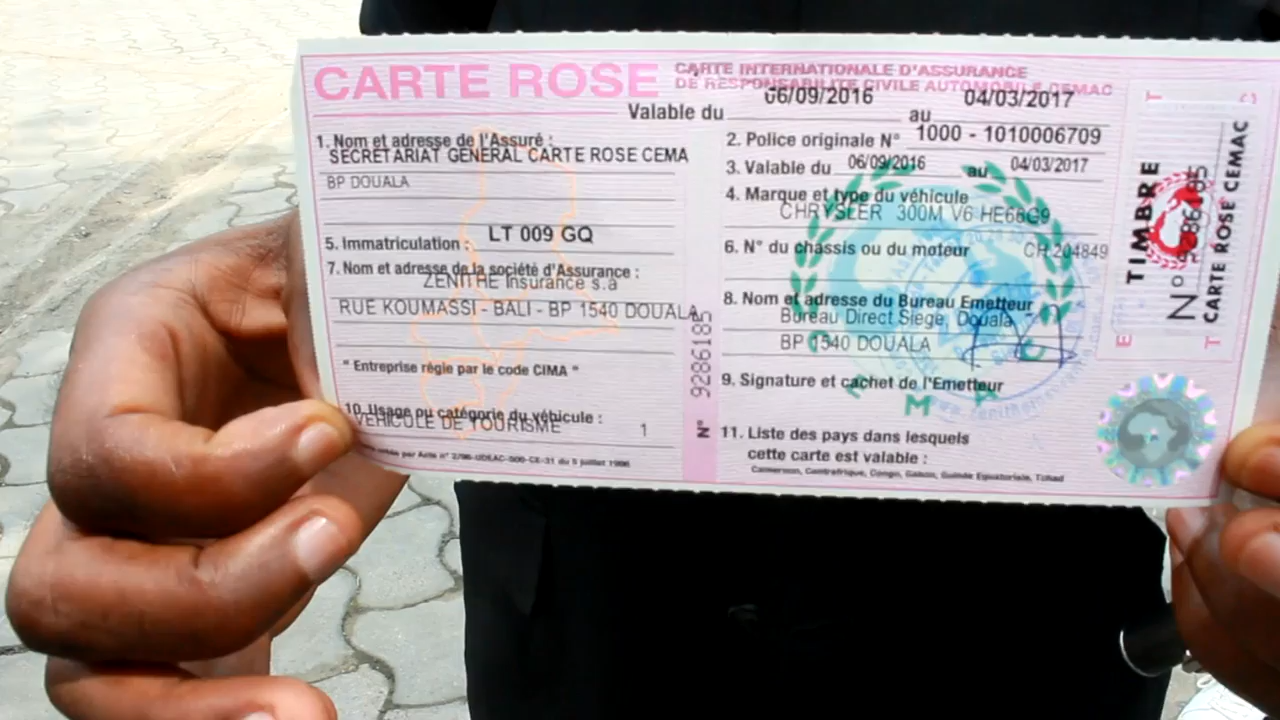 CARTE ROSE
CARTE INTERNATIONALE D'ASSURANCE
DE RESPONSABILITE CIVILE AUTOMOBILE CEMAC
Valable du 06/09/2016 au 04/03/2017
1. Nom et adresse de l'Assuré :
SECRETARIAT GENERAL CARTE ROSE CEMA
BP DOUALA
5. Immatriculation : LT 009 GQ
7. Nom et adresse de la société d'Assurance :
ZENITHE Insurance s.a
RUE KOUMASSI - BALI - BP 1540 DOUALA
" Entreprise régie par le code CIMA "
10. Usage ou catégorie du véhicule :
VEHICULE DE TOURISME 1
N° 9286185
2. Police originale N° 1000 - 1010006709
3. Valable du 06/09/2016 au 04/03/2017
4. Marque et type du véhicule
CHRYSLER 300M V6 HE66G9
6. N° du chassis ou du moteur CH 204849
8. Nom et adresse du Bureau Emetteur
Bureau Direct Siege Douala
BP 1540 DOUALA
9. Signature et cachet de l'Emetteur
11. Liste des pays dans lesquels
cette carte est valable :
Cameroun, Centrafrique, Congo, Gabon, Guinée Equatoriale, Tchad
TIMBRE
N° 9286185
CARTE ROSE CEMAC